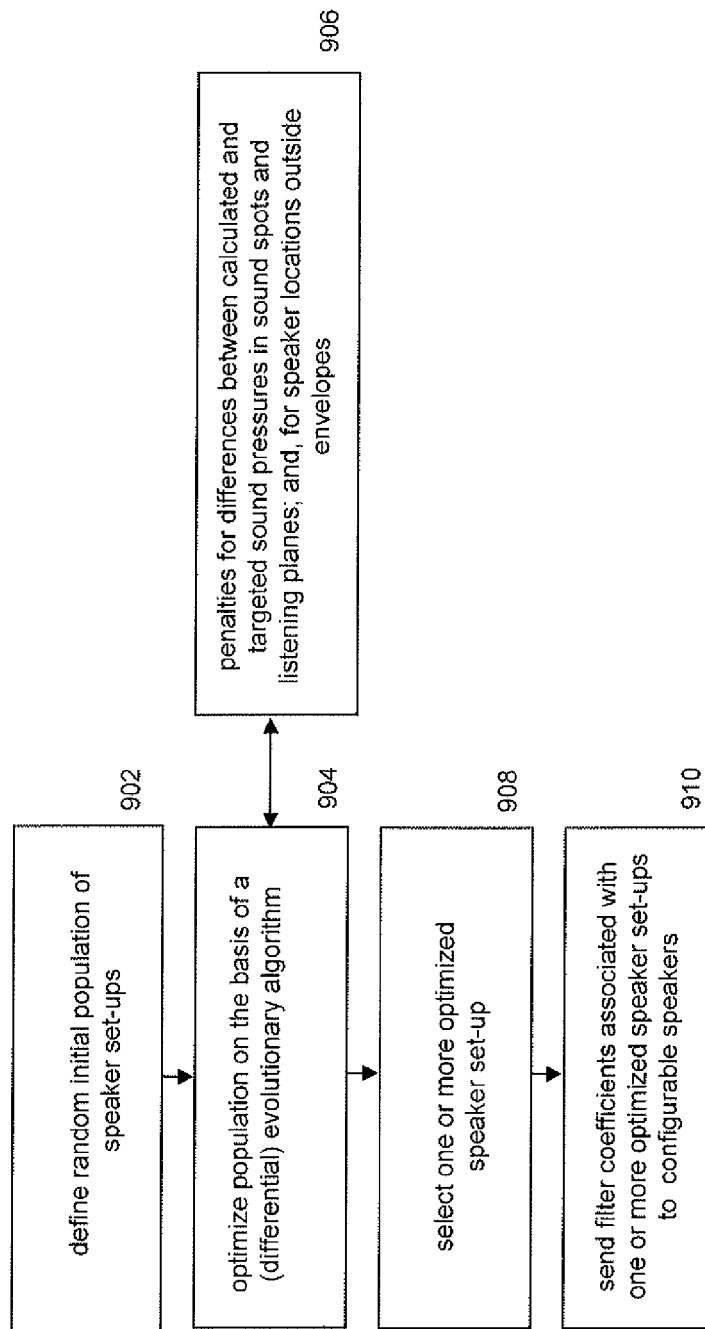 define random initial population of
speaker set-ups
902
optimize population on the basis of a
(differential) evolutionary algorithm
904
penalties for differences between calculated and
targeted sound pressures in sound spots and
listening planes; and, for speaker locations outside
envelopes
906
select one or more optimized
speaker set-up
908
send filter coefficients associated with
one or more optimized speaker set-ups
to configurable speakers
910